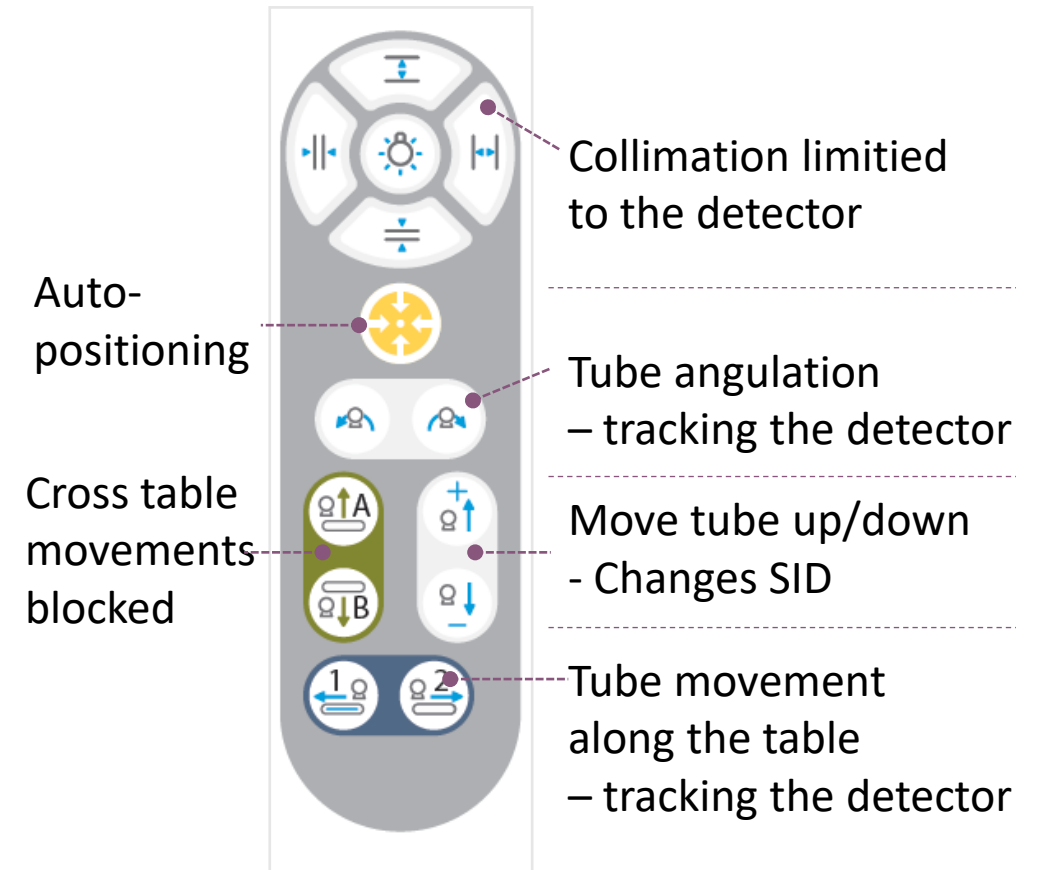 Collimation limitied
to the detector
Auto-
positioning
Tube angulation
– tracking the detector
Cross table
movements
blocked
A
B
+
–
Move tube up/down
- Changes SID
1
2
Tube movement
along the table
– tracking the detector